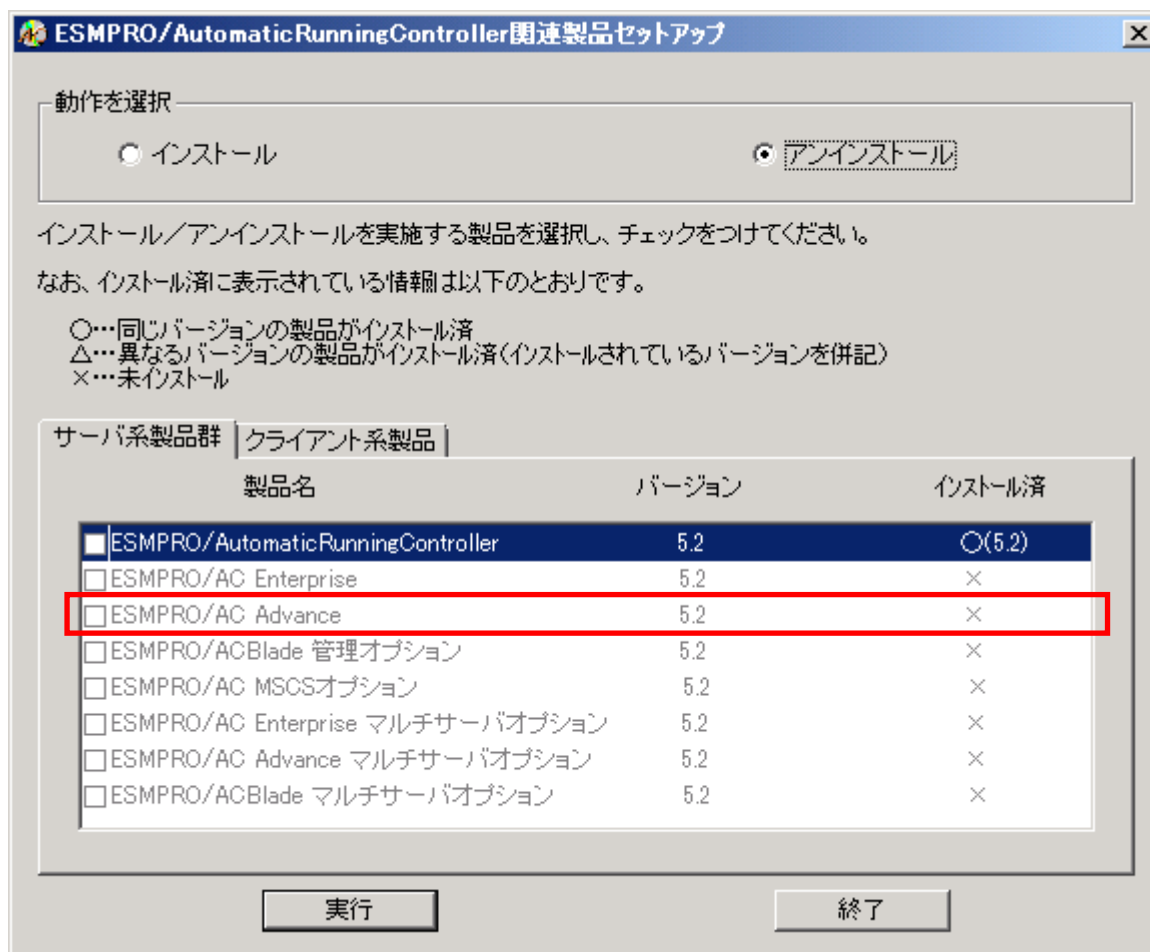 ESMPRO/AutomaticRunningController関連製品セットアップ
動作を選択
インストール アンインストール
インストール／アンインストールを実施する製品を選択し、チェックをつけてください。
なお、インストール済に表示されている情報は以下のとおりです。
○…同じバージョンの製品がインストール済
△…異なるバージョンの製品がインストール済(インストールされているバージョンを併記)
×…未インストール
サーバ系製品群 クライアント系製品
製品名 バージョン インストール済
ESMPRO/AutomaticRunningController 5.2 ○(5.2)
ESMPRO/AC Enterprise 5.2 ×
ESMPRO/AC Advance 5.2 ×
ESMPRO/ACBlade 管理オプション 5.2 ×
ESMPRO/AC MSCSオプション 5.2 ×
ESMPRO/AC Enterprise マルチサーバオプション 5.2 ×
ESMPRO/AC Advance マルチサーバオプション 5.2 ×
ESMPRO/ACBlade マルチサーバオプション 5.2 ×
実行 終了